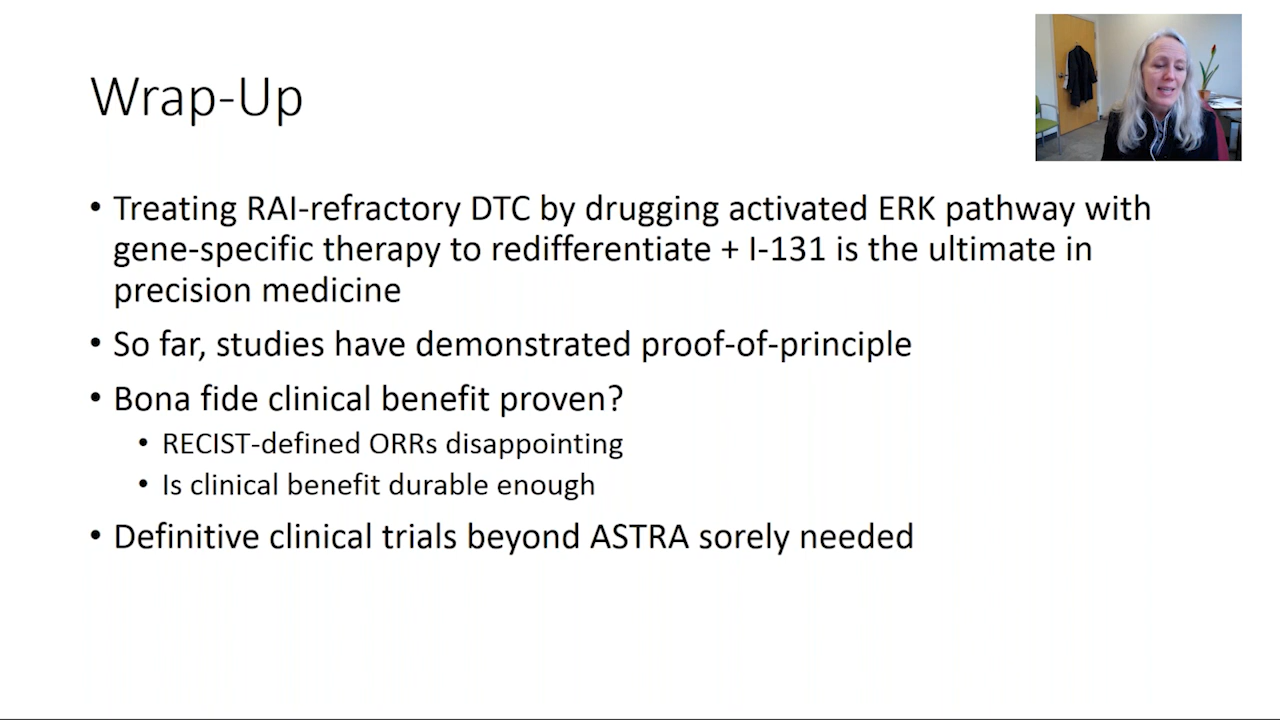 Wrap-Up
• Treating RAI-refractory DTC by drugging activated ERK pathway with
gene-specific therapy to redifferentiate + I-131 is the ultimate in
precision medicine
• So far, studies have demonstrated proof-of-principle
• Bona fide clinical benefit proven?
• RECIST-defined ORRs disappointing
• Is clinical benefit durable enough
• Definitive clinical trials beyond ASTRA sorely needed